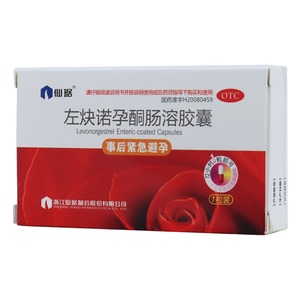 仙琚
请仔细阅读说明书并按说明使用或在药师指导下购买和使用
国药准字H20080459
OTC
左炔诺孕酮肠溶胶囊
Levonorgestrel Enteric-coated Capsules
事后紧急避孕
1粒装
浙江仙琚制药股份有限公司